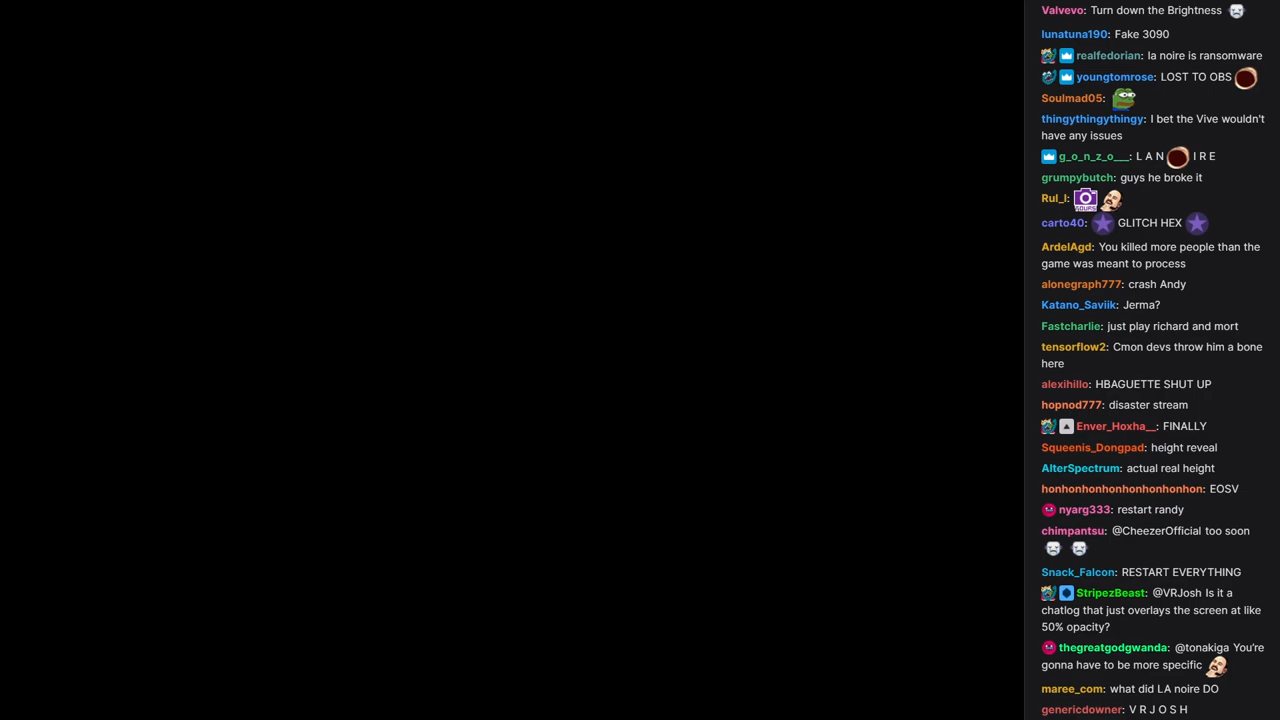 Valvevo: Turn down the Brightness
lunatuna190: Fake 3090
realfedorian: la noire is ransomware
youngtomrose: LOST TO OBS
Soulmad05:
thingythingythingy: I bet the Vive wouldn't
have any issues
g_o_n_z_o___: L A N I R E
grumpybutch: guys he broke it
Rul_l:
carto40: GLITCH HEX
ArdelAgd: You killed more people than the
game was meant to process
alonegraph777: crash Andy
Katano_Saviik: Jerma?
Fastcharlie: just play richard and mort
tensorflow2: Cmon devs throw him a bone
here
alexihillo: HBAGUETTE SHUT UP
hopnod777: disaster stream
Enver_Hoxha__: FINALLY
Squeenis_Dongpad: height reveal
AlterSpectrum: actual real height
honhonhonhonhonhonhonhon: EOSV
nyarg333: restart randy
chimpantsu: @CheezerOfficial too soon
Snack_Falcon: RESTART EVERYTHING
StripezBeast: @VRJosh Is it a
chatlog that just overlays the screen at like
50% opacity?
thegreatgodgwanda: @tonakiga You're
gonna have to be more specific
maree_com: what did LA noire DO
genericdowner: V R J O S H